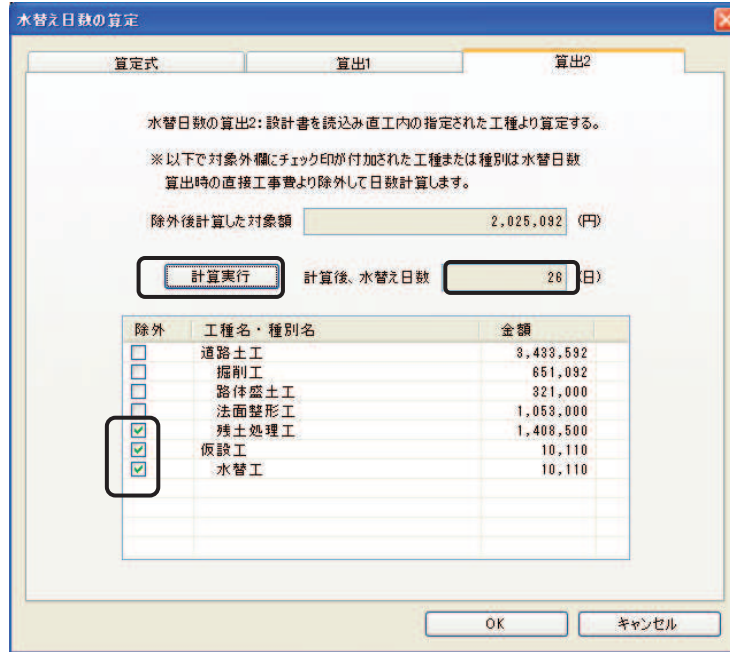 水替え日数の算定
算定式 算出1 算出2
水替日数の算出2:設計書を読込み直工内の指定された工種より算定する。
※以下で対象外欄にチェック印が付加された工種または種別は水替日数
算出時の直接工事費より除外して日数計算します。
除外後計算した対象額 2,025,092 (円)
計算実行 計算後、水替え日数 26 (日)
除外 工種名・種別名 金額
道路土工 3,433,592
掘削工 651,092
路体盛土工 321,000
法面整形工 1,053,000
残土処理工 1,408,500
仮設工 10,110
水替工 10,110
OK キャンセル